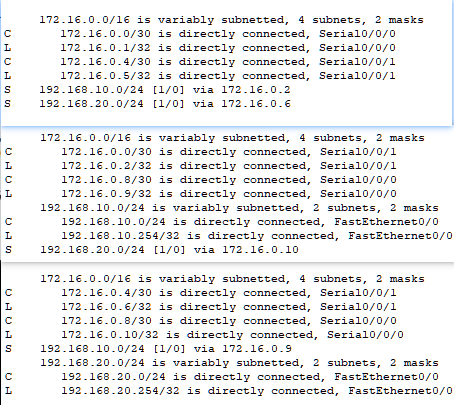 172.16.0.0/16 is variably subnetted, 4 subnets, 2 masks
C 172.16.0.0/30 is directly connected, Serial0/0/0
L 172.16.0.1/32 is directly connected, Serial0/0/0
C 172.16.0.4/30 is directly connected, Serial0/0/1
L 172.16.0.5/32 is directly connected, Serial0/0/1
S 192.168.10.0/24 [1/0] via 172.16.0.2
S 192.168.20.0/24 [1/0] via 172.16.0.6
172.16.0.0/16 is variably subnetted, 4 subnets, 2 masks
C 172.16.0.0/30 is directly connected, Serial0/0/1
L 172.16.0.2/32 is directly connected, Serial0/0/1
C 172.16.0.8/30 is directly connected, Serial0/0/0
L 172.16.0.9/32 is directly connected, Serial0/0/0
192.168.10.0/24 is variably subnetted, 2 subnets, 2 masks
C 192.168.10.0/24 is directly connected, FastEthernet0/0
L 192.168.10.254/32 is directly connected, FastEthernet0/0
S 192.168.20.0/24 [1/0] via 172.16.0.10
172.16.0.0/16 is variably subnetted, 4 subnets, 2 masks
C 172.16.0.4/30 is directly connected, Serial0/0/1
L 172.16.0.6/32 is directly connected, Serial0/0/1
C 172.16.0.8/30 is directly connected, Serial0/0/0
L 172.16.0.10/32 is directly connected, Serial0/0/0
S 192.168.10.0/24 [1/0] via 172.16.0.9
192.168.20.0/24 is variably subnetted, 2 subnets, 2 masks
C 192.168.20.0/24 is directly connected, FastEthernet0/0
L 192.168.20.254/32 is directly connected, FastEthernet0/0